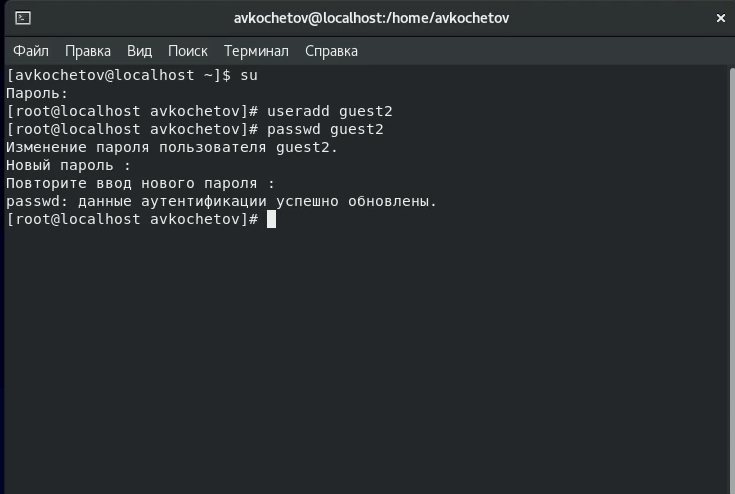 avkochetov@localhost:/home/avkochetov
Файл Правка Вид Поиск Терминал Справка
[avkochetov@localhost ~]$ su
Пароль:
[root@localhost avkochetov]# useradd guest2
[root@localhost avkochetov]# passwd guest2
Изменение пароля пользователя guest2.
Новый пароль :
Повторите ввод нового пароля :
passwd: данные аутентификации успешно обновлены.
[root@localhost avkochetov]#